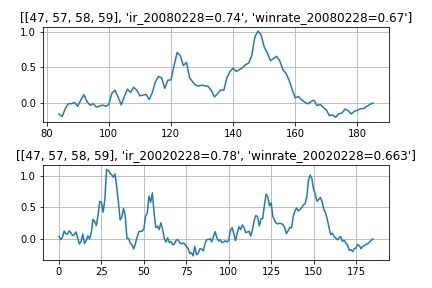 [[47, 57, 58, 59], 'ir_20080228=0.74', 'winrate_20080228=0.67']
1.0
0.5
0.0
80 100 120 140 160 180
[[47, 57, 58, 59], 'ir_20020228=0.78', 'winrate_20020228=0.663']
1.0
0.5
0.0
0 25 50 75 100 125 150 175